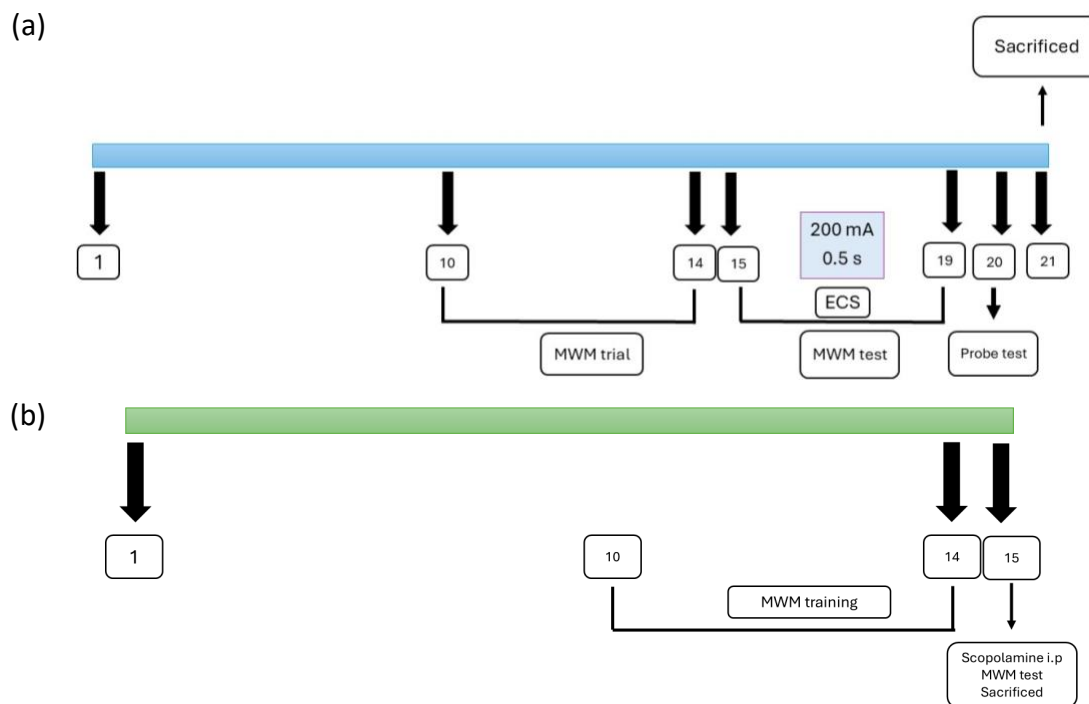 (a)
Sacrificed
1
10
14
15
200 mA
0.5 s
19
20
21
ECS
MWM trial
MWM test
Probe test
(b)
1
10
14
15
MWM training
Scopolamine i.p
MWM test
Sacrificed